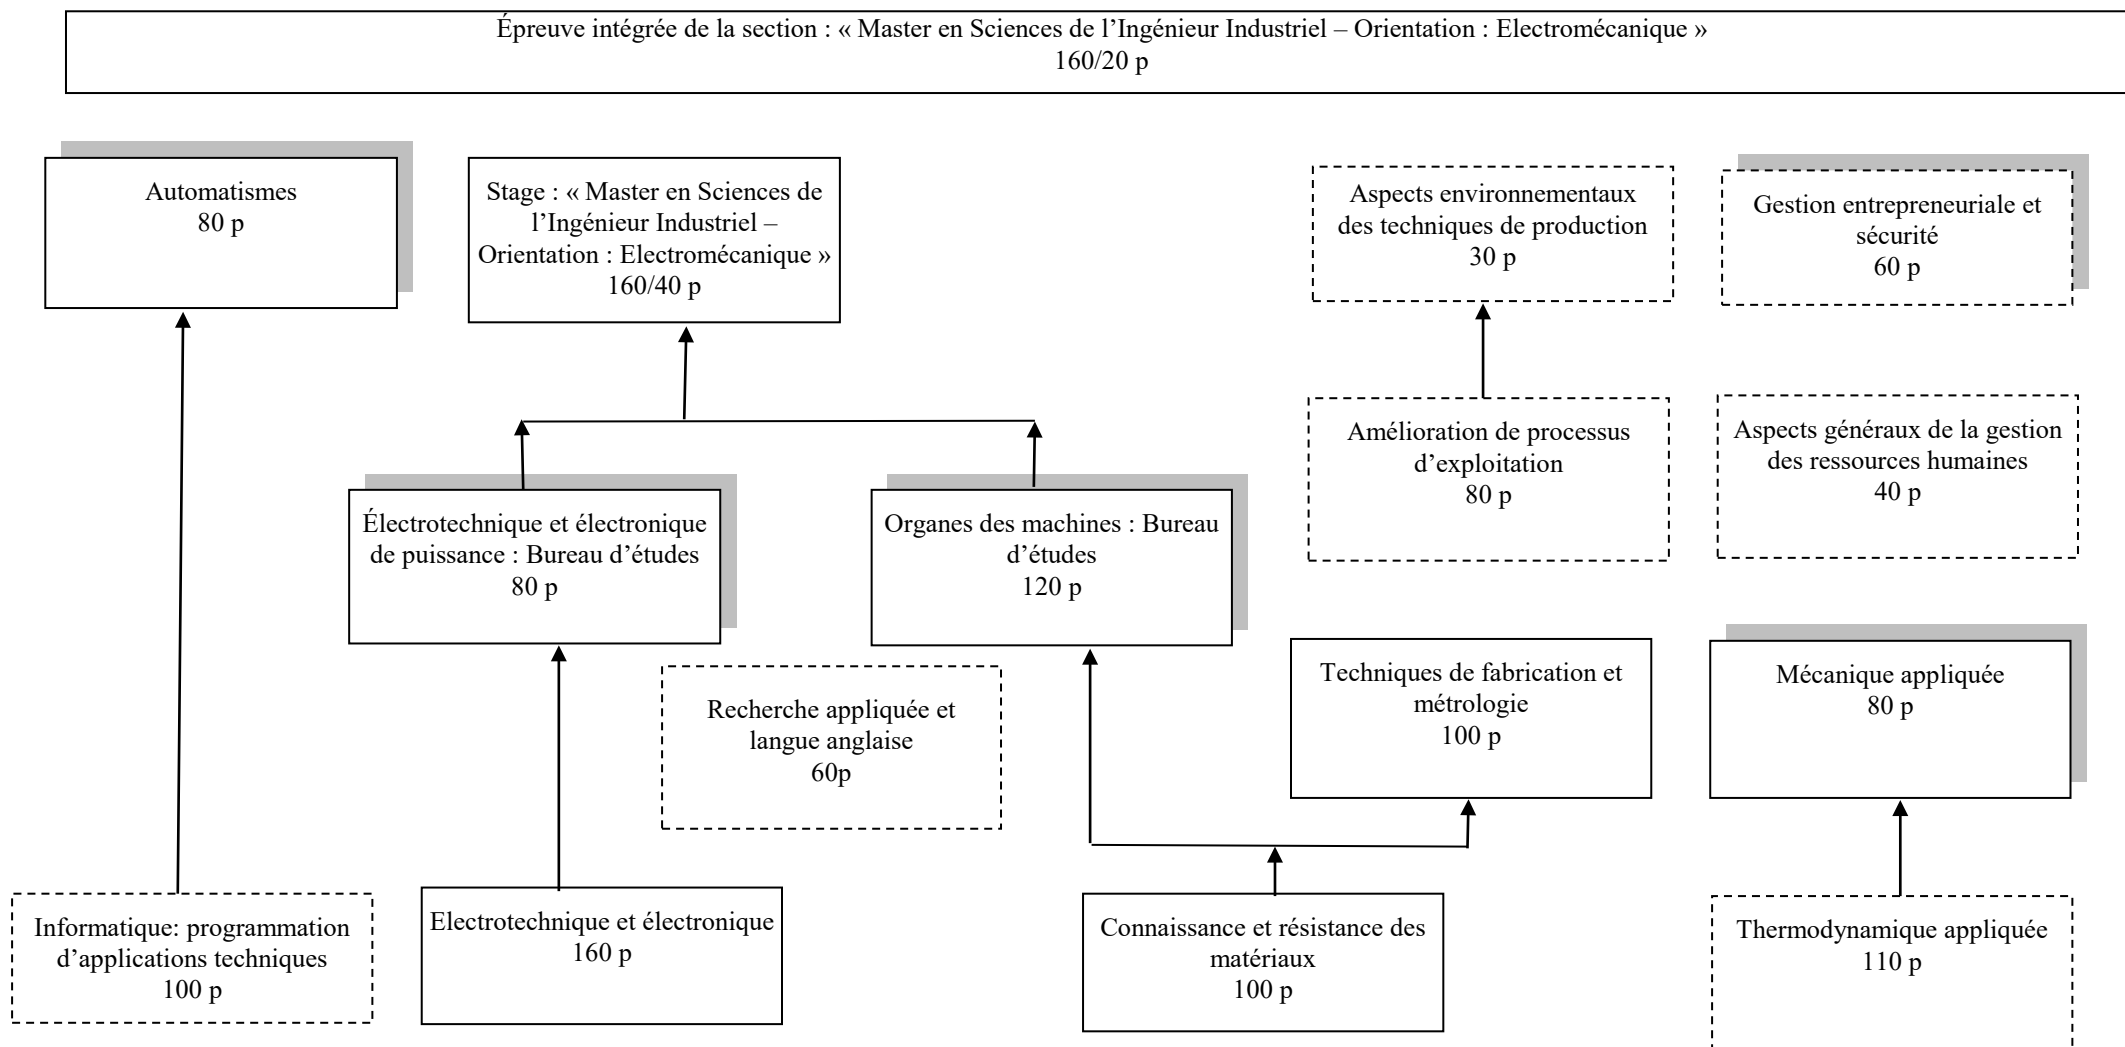 Épreuve intégrée de la section : « Master en Sciences de l’Ingénieur Industriel – Orientation : Electromécanique »
160/20 p
Automatismes
80 p
Stage : « Master en Sciences de
l’Ingénieur Industriel –
Orientation : Electromécanique »
160/40 p
Aspects environnementaux
des techniques de production
30 p
Gestion entrepreneuriale et
sécurité
60 p
Amélioration de processus
d’exploitation
80 p
Aspects généraux de la gestion
des ressources humaines
40 p
Électrotechnique et électronique
de puissance : Bureau d’études
80 p
Organes des machines : Bureau
d’études
120 p
Recherche appliquée et
langue anglaise
60p
Techniques de fabrication et
métrologie
100 p
Mécanique appliquée
80 p
Informatique: programmation
d’applications techniques
100 p
Electrotechnique et électronique
160 p
Connaissance et résistance des
matériaux
100 p
Thermodynamique appliquée
110 p